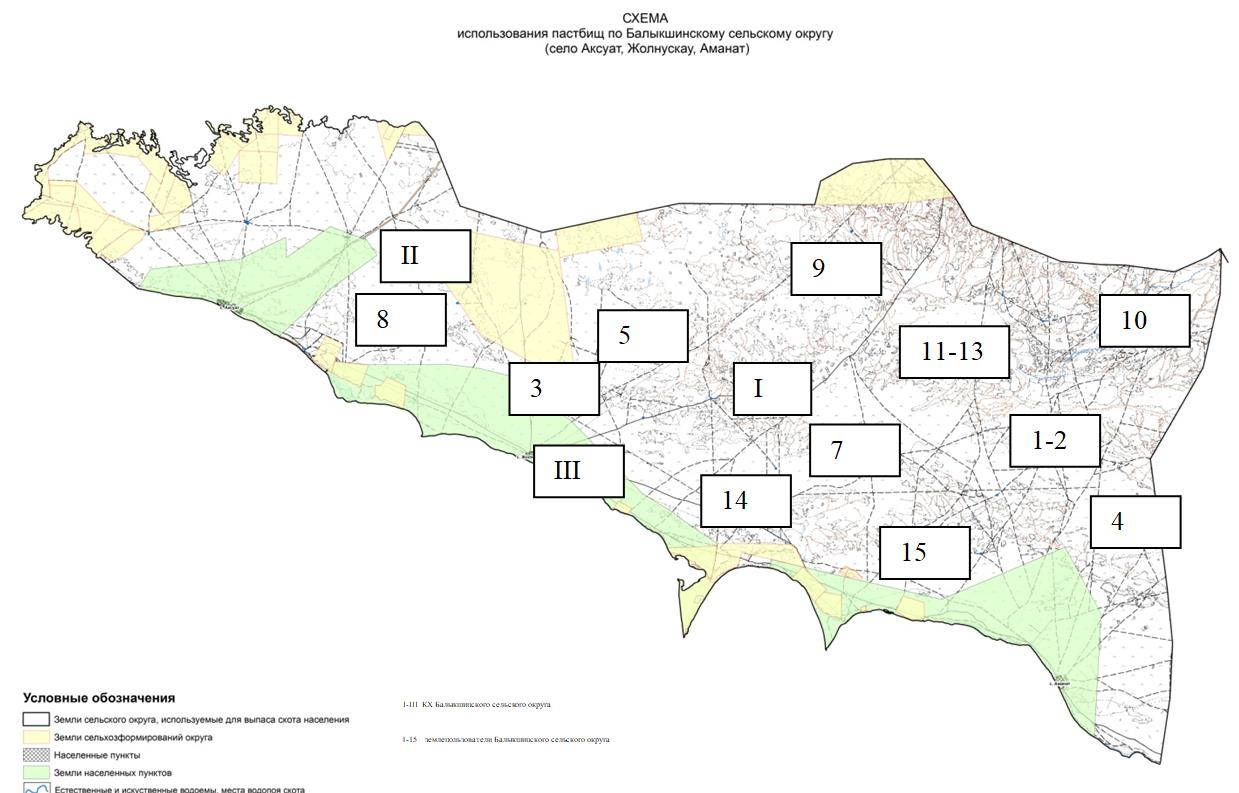 СХЕМА
использования пастбищ по Балыкшинскому сельскому округу
(село Аксуат, Жолнускау, Аманат)
9
II
10
8
5
11-13
3
I
1-2
7
III
14
4
15
с. Аманат
Условные обозначения
Земли сельского округа, используемые для выпаса скота населения
Земли сельхозформирований округа
Населенные пункты
Земли населенных пунктов
Естественные и искуственные водоемы, места водопоя скота
I-III КХ Балыкшинского сельского округа
1-15 землепользователи Балыкшинского сельского округа